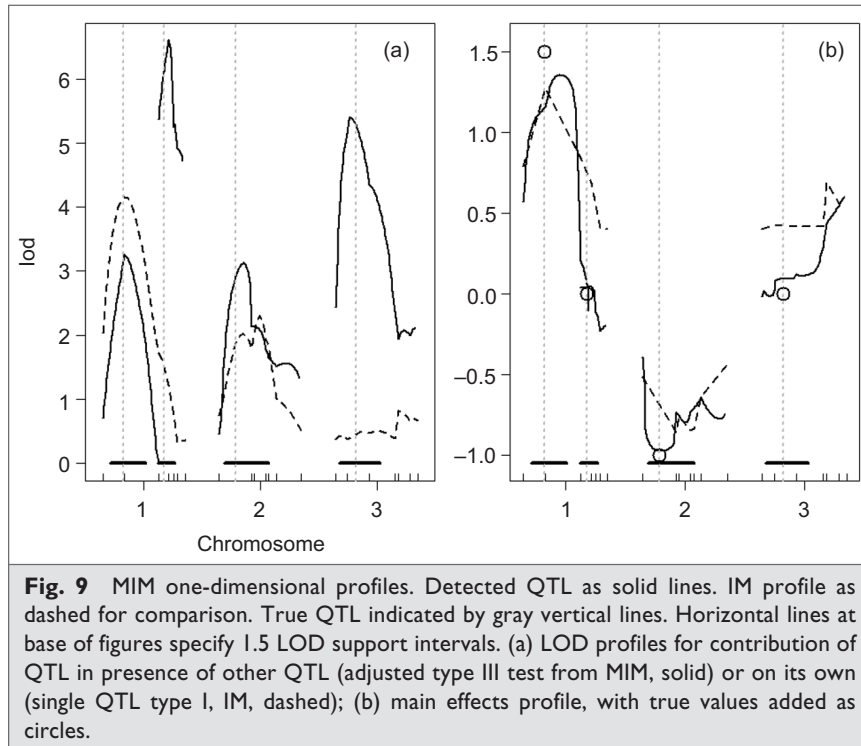 (a)
(b)
6
5
4
3
2
1
0
lod
1.5
1.0
0.5
0.0
−0.5
−1.0
1 2 3
1 2 3
Chromosome
Fig. 9 MIM one-dimensional profiles. Detected QTL as solid lines. IM profile as
dashed for comparison. True QTL indicated by gray vertical lines. Horizontal lines at
base of figures specify 1.5 LOD support intervals. (a) LOD profiles for contribution of
QTL in presence of other QTL (adjusted type III test from MIM, solid) or on its own
(single QTL type I, IM, dashed); (b) main effects profile, with true values added as
circles.